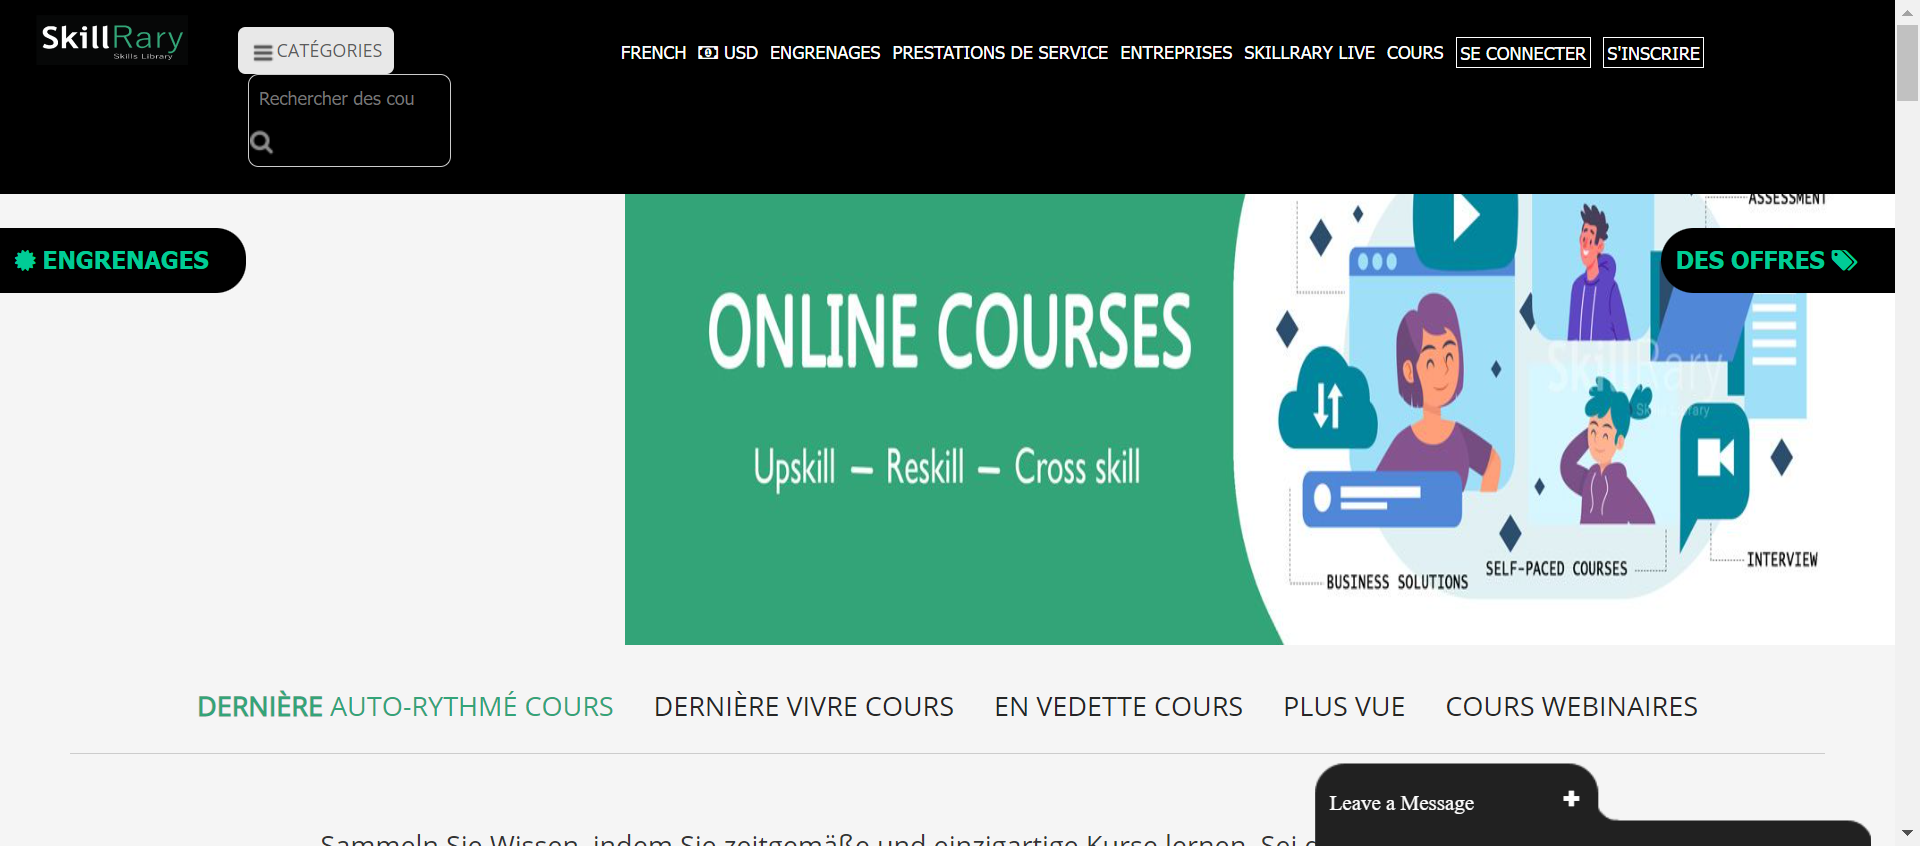 SkillRary
Skills Library
CATÉGORIES
FRENCH USD ENGRENAGES PRESTATIONS DE SERVICE ENTREPRISES SKILLRARY LIVE COURS SE CONNECTER S'INSCRIRE
Rechercher des cou
ASSESSMENT
ENGRENAGES
DES OFFRES
ONLINE COURSES
SkillRary
Skills Library
Upskill — Reskill — Cross skill
BUSINESS SOLUTIONS
SELF-PACED COURSES
INTERVIEW
DERNIÈRE AUTO-RYTHMÉ COURS
DERNIÈRE VIVRE COURS
EN VEDETTE COURS
PLUS VUE
COURS WEBINAIRES
Leave a Message
Sammeln Sie Wissen, indem Sie zeitgemäße und einzigartige Kurse lernen. Sei